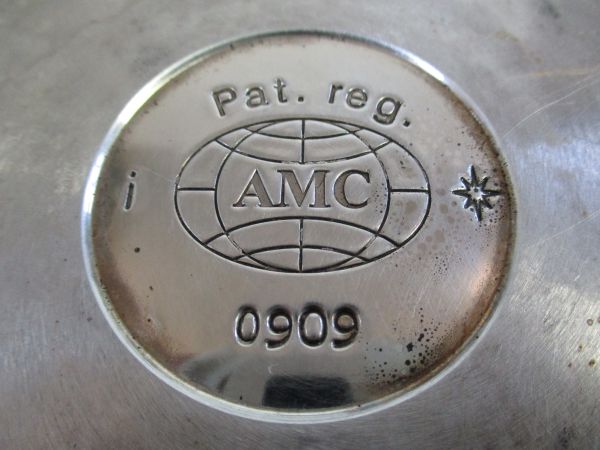 Pat. reg.
i
AMC
0909